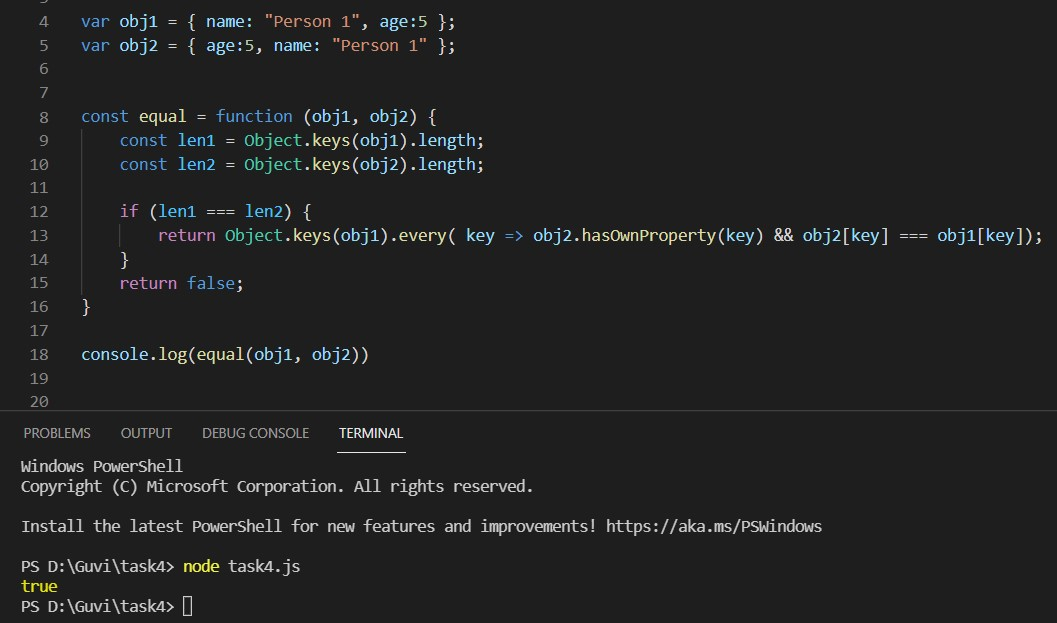 4 var obj1 = { name: "Person 1", age:5 };
5 var obj2 = { age:5, name: "Person 1" };
6
7
8 const equal = function (obj1, obj2) {
9 const len1 = Object.keys(obj1).length;
10 const len2 = Object.keys(obj2).length;
11
12 if (len1 === len2) {
13 return Object.keys(obj1).every( key => obj2.hasOwnProperty(key) && obj2[key] === obj1[key]);
14 }
15 return false;
16 }
17
18 console.log(equal(obj1, obj2))
19
20
PROBLEMS OUTPUT DEBUG CONSOLE TERMINAL
Windows PowerShell
Copyright (C) Microsoft Corporation. All rights reserved.
Install the latest PowerShell for new features and improvements! https://aka.ms/PSWindows
PS D:\Guvi\task4> node task4.js
true
PS D:\Guvi\task4>